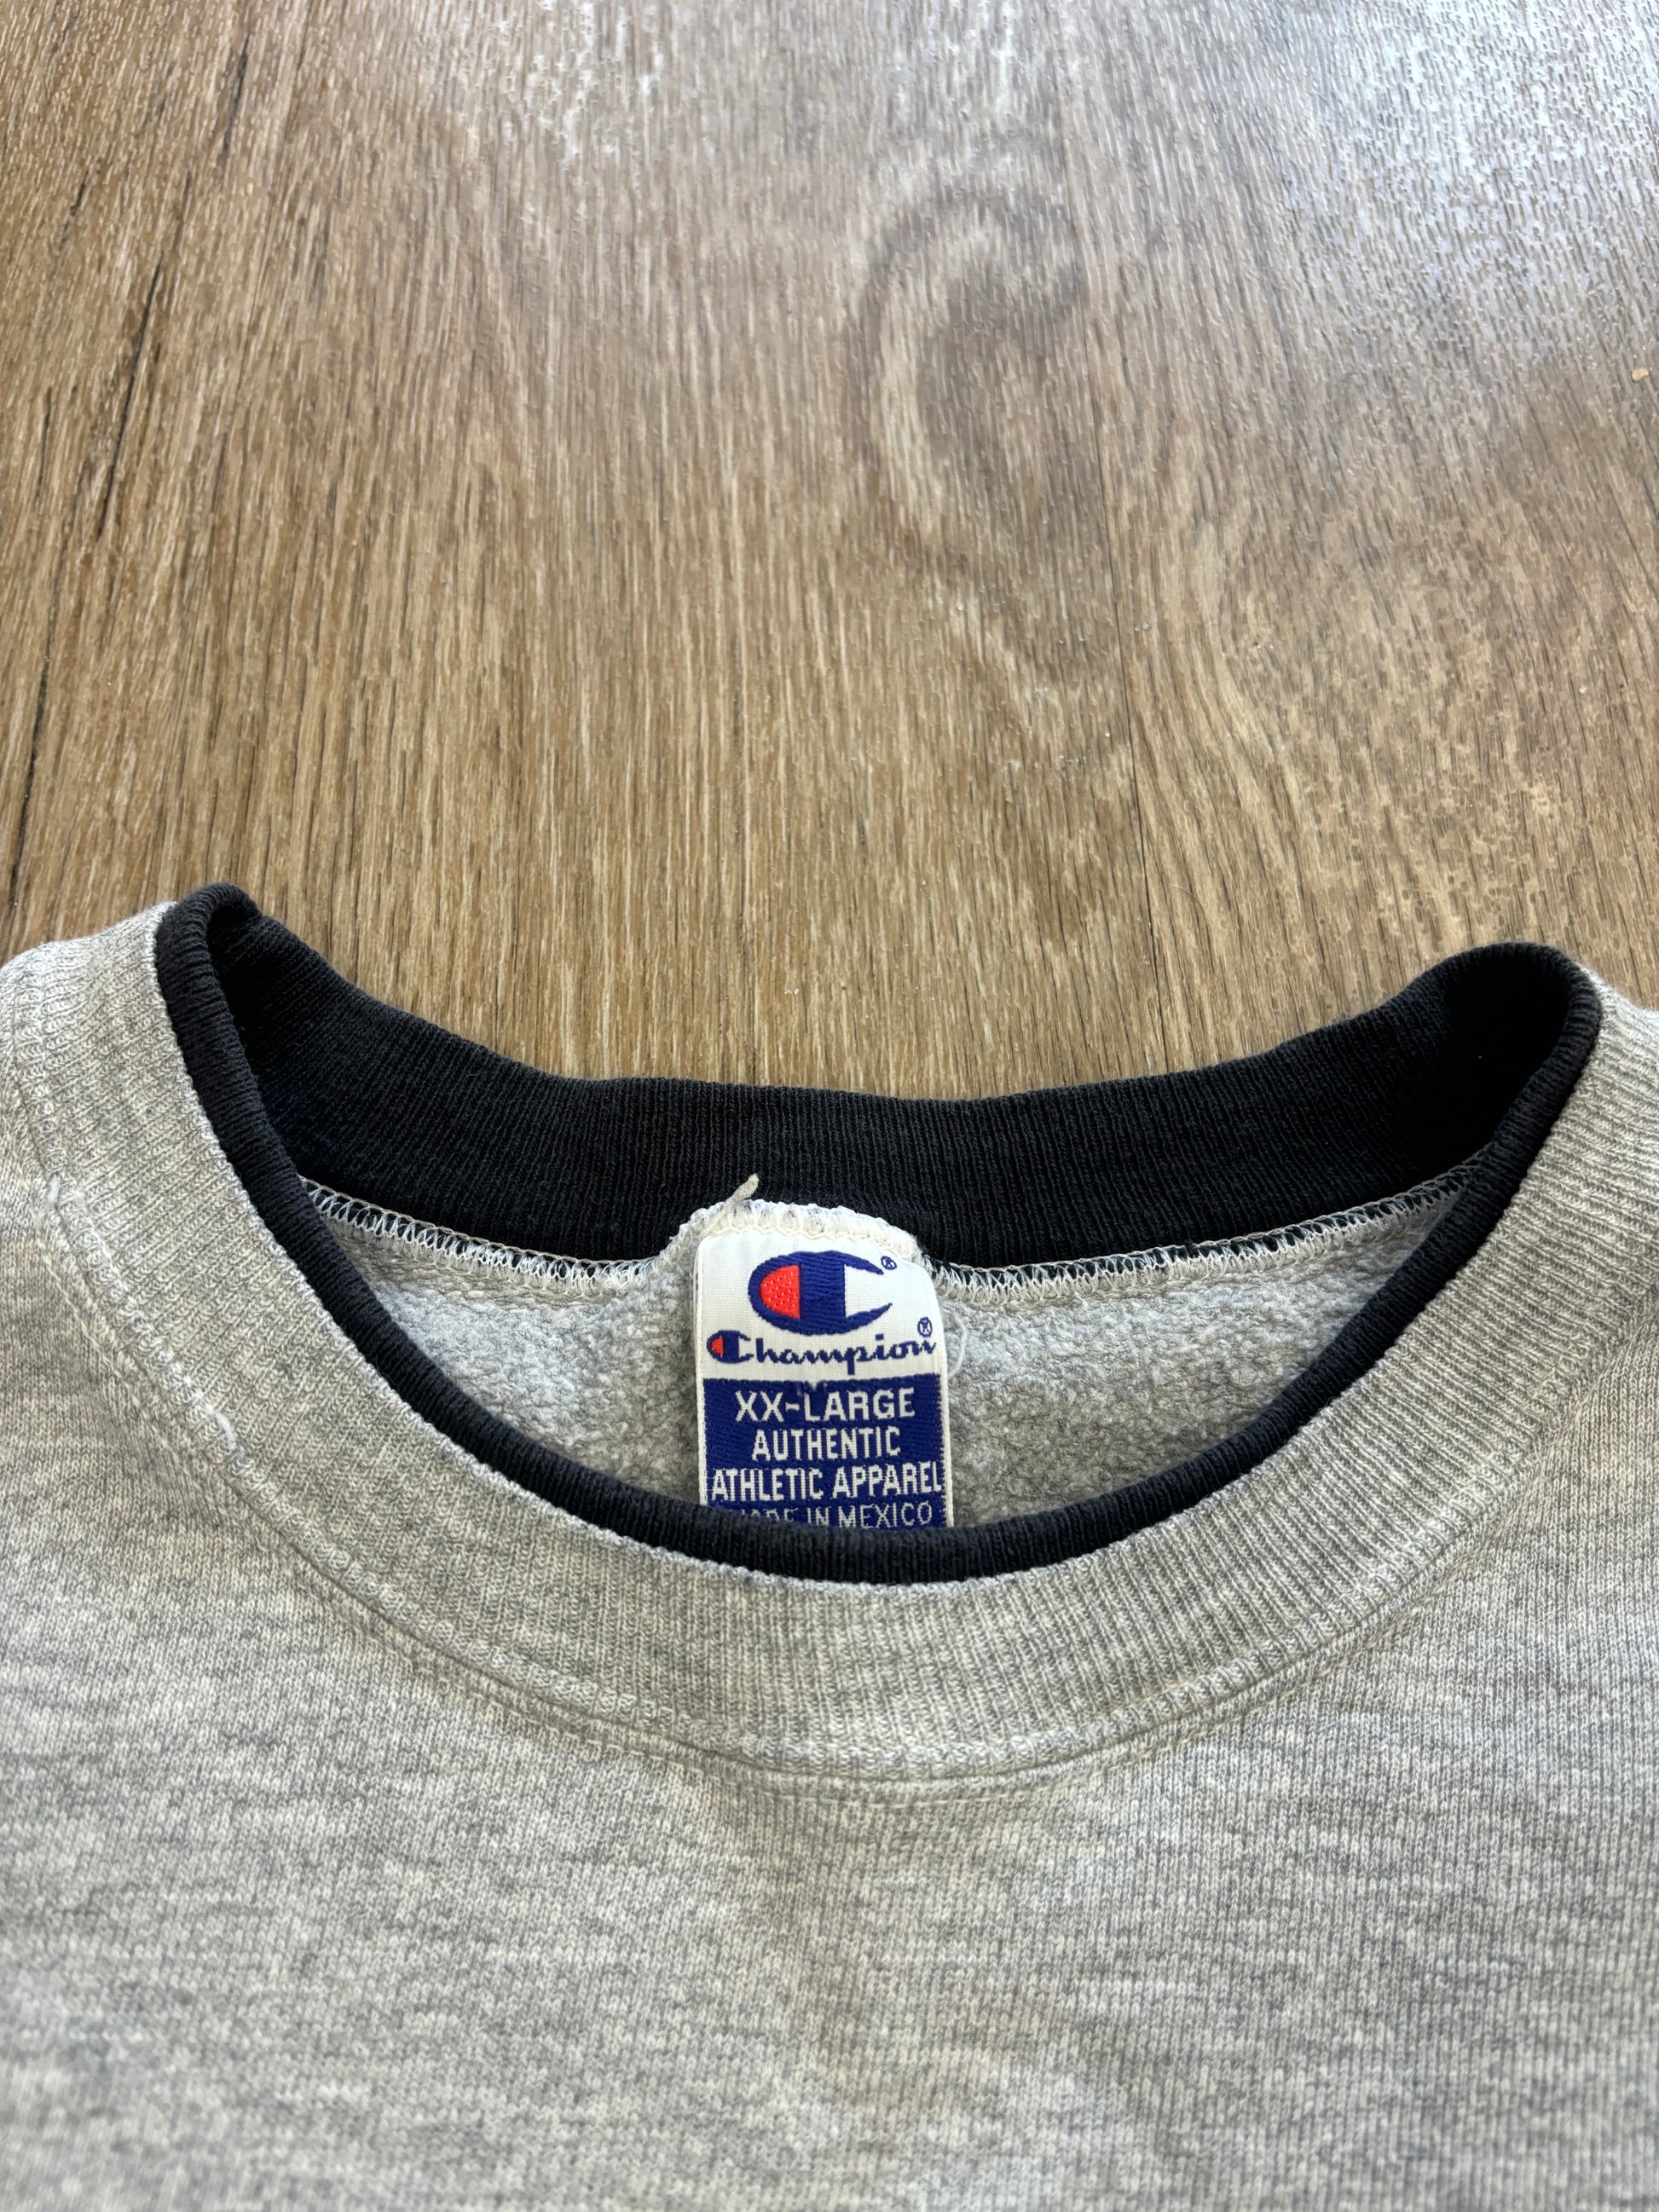 Champion®
XX-LARGE
AUTHENTIC
ATHLETIC APPAREL
MADE IN MEXICO